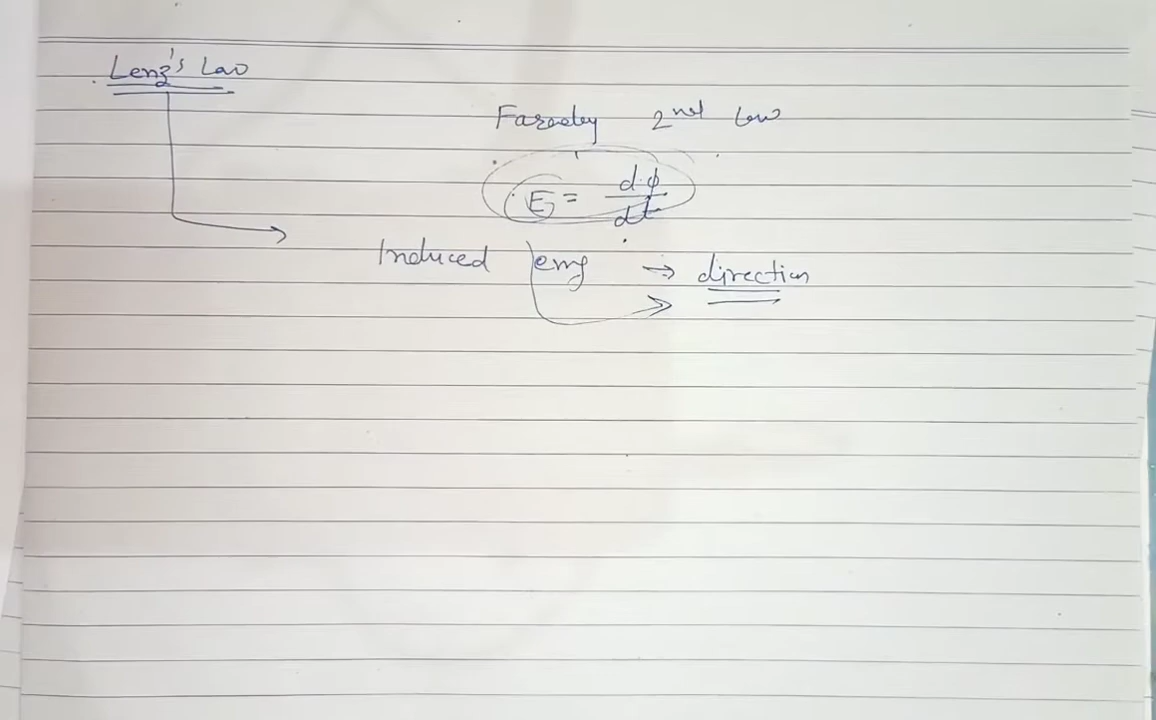 Lenz's Law
Faraday 2nd law
E = dφ/dt
Induced emf → direction